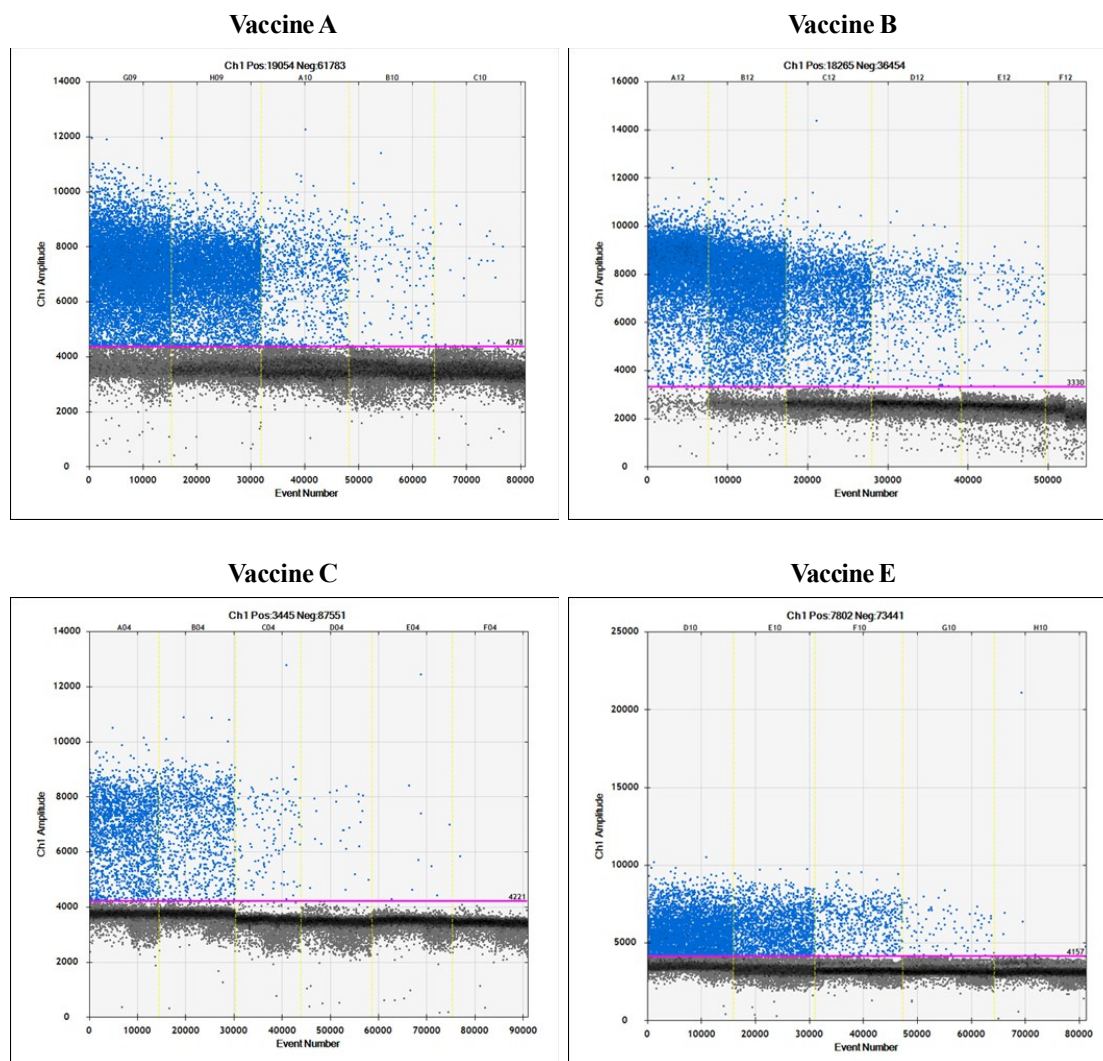 Vaccine A
Ch1 Pos:19054 Neg:61783
G09 H09 A10 B10 C10
14000
12000
10000
8000
6000
4000
2000
0
4378
0 10000 20000 30000 40000 50000 60000 70000 80000
Ch1 Amplitude
Event Number
Vaccine B
Ch1 Pos:18265 Neg:36454
A12 B12 C12 D12 E12 F12
16000
14000
12000
10000
8000
6000
4000
2000
0
3330
0 10000 20000 30000 40000 50000
Ch1 Amplitude
Event Number
Vaccine C
Ch1 Pos:3445 Neg:87551
A04 B04 C04 D04 E04 F04
14000
12000
10000
8000
6000
4000
2000
0
4221
0 10000 20000 30000 40000 50000 60000 70000 80000 90000
Ch1 Amplitude
Event Number
Vaccine E
Ch1 Pos:7802 Neg:73441
D10 E10 F10 G10 H10
25000
20000
15000
10000
5000
0
4157
0 10000 20000 30000 40000 50000 60000 70000 80000
Ch1 Amplitude
Event Number